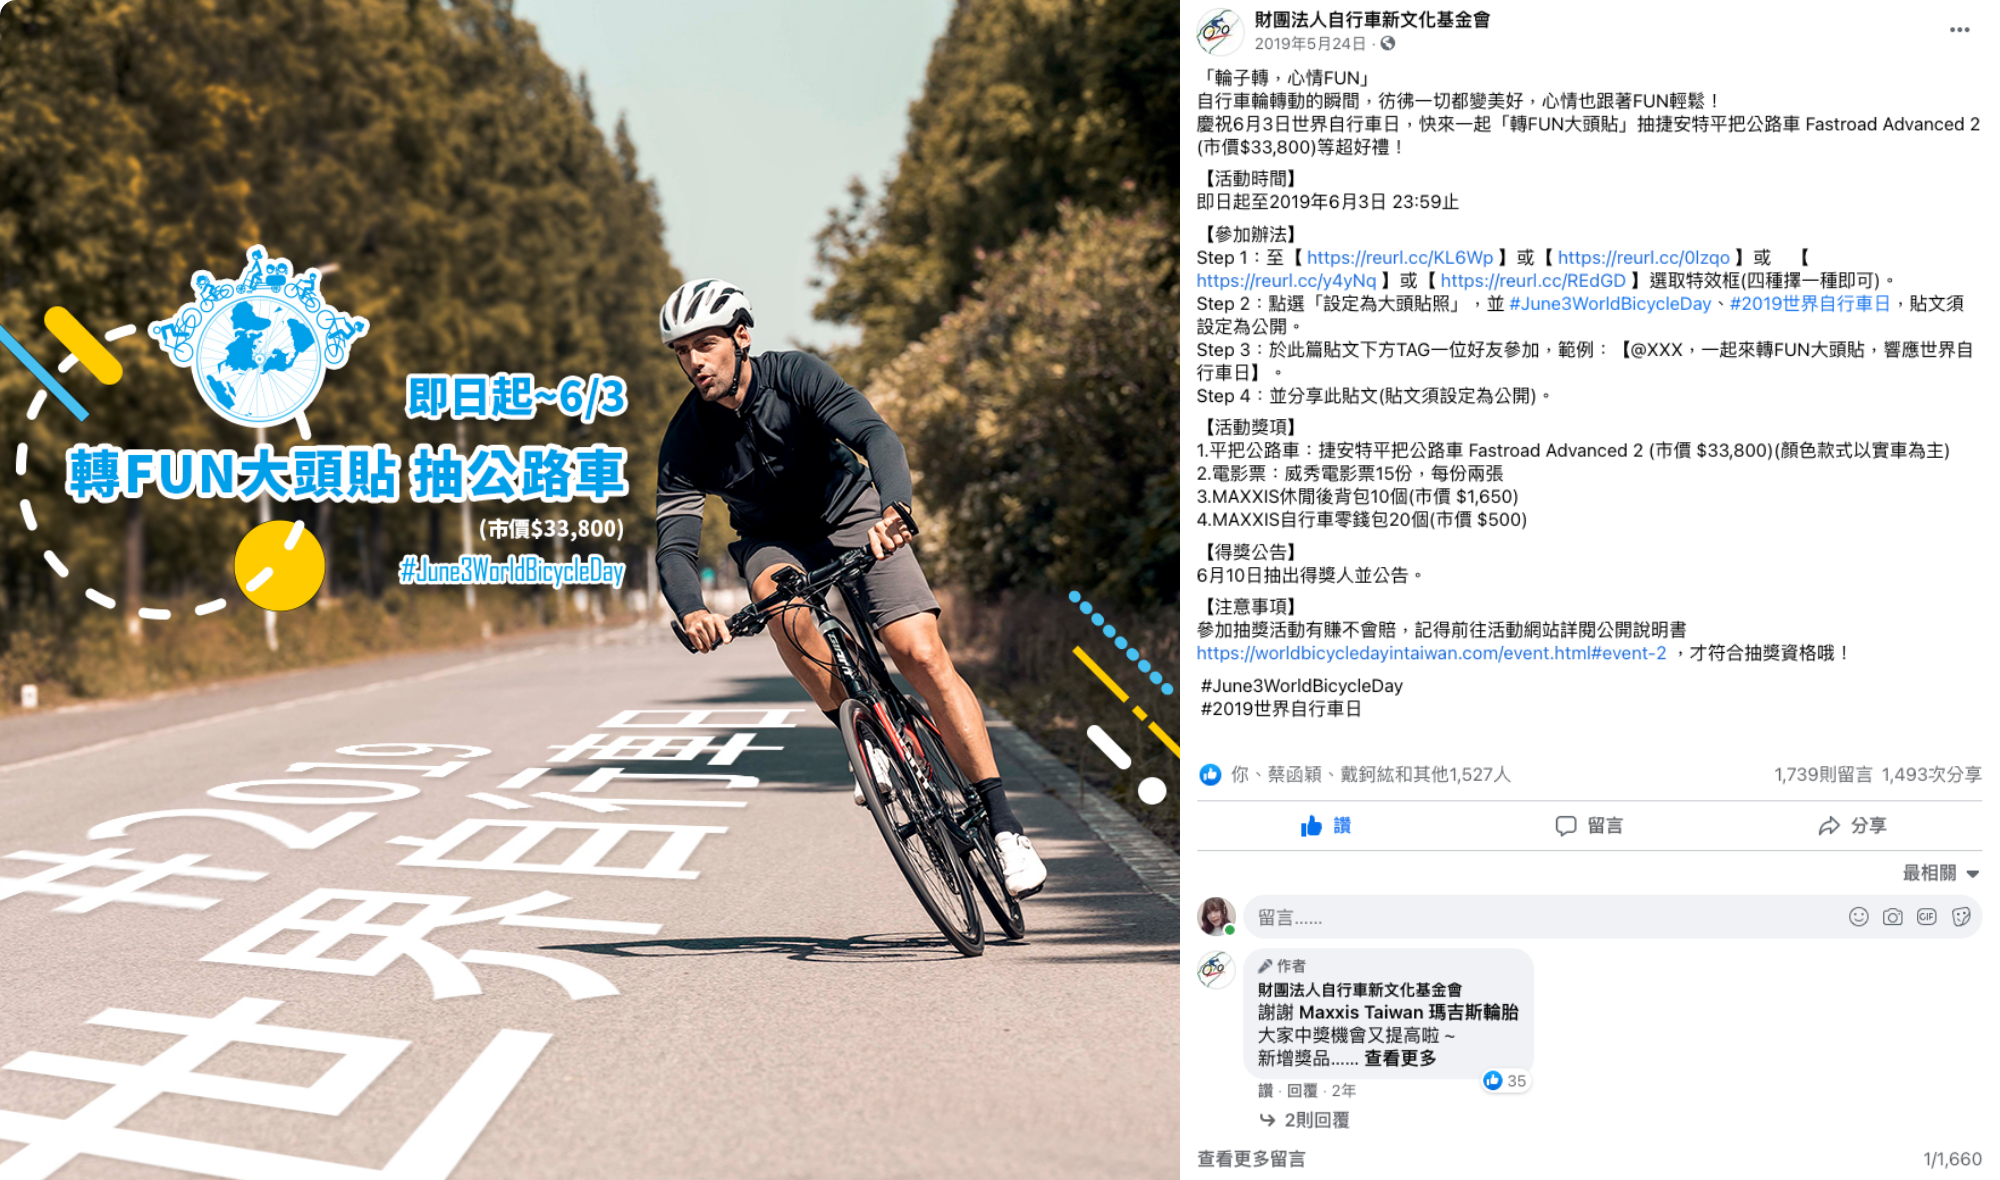 即日起~6/3
轉FUN大頭貼 抽公路車
(市價$33,800)
#June3WorldBicycleDay
#2019
世界自行車日
財團法人自行車新文化基金會
2019年5月24日 ·
「輪子轉，心情FUN」
自行車輪轉動的瞬間，彷彿一切都變美好，心情也跟著FUN輕鬆！
慶祝6月3日世界自行車日，快來一起「轉FUN大頭貼」抽捷安特平把公路車 Fastroad Advanced 2
(市價$33,800)等超好禮！
【活動時間】
即日起至2019年6月3日 23:59止
【參加辦法】
Step 1：至【 https://reurl.cc/KL6Wp 】或【 https://reurl.cc/0lzqo 】或 【
https://reurl.cc/y4yNq 】或【 https://reurl.cc/REdGD 】選取特效框(四種擇一種即可)。
Step 2：點選「設定為大頭貼照」，並 #June3WorldBicycleDay、#2019世界自行車日，貼文須
設定為公開。
Step 3：於此篇貼文下方TAG一位好友參加，範例：【@XXX，一起來轉FUN大頭貼，響應世界自
行車日】。
Step 4：並分享此貼文(貼文須設定為公開)。
【活動獎項】
1.平把公路車：捷安特平把公路車 Fastroad Advanced 2 (市價 $33,800)(顏色款式以實車為主)
2.電影票：威秀電影票15份，每份兩張
3.MAXXIS休閒後背包10個(市價 $1,650)
4.MAXXIS自行車零錢包20個(市價 $500)
【得獎公告】
6月10日抽出得獎人並公告。
【注意事項】
參加抽獎活動有賺不會賠，記得前往活動網站詳閱公開說明書
https://worldbicycledayintaiwan.com/event.html#event-2 ，才符合抽獎資格哦！
#June3WorldBicycleDay
#2019世界自行車日
你、蔡函穎、戴鈳紘和其他1,527人
1,739則留言 1,493次分享
讚
留言
分享
最相關
留言......
GIF
作者
財團法人自行車新文化基金會
謝謝 Maxxis Taiwan 瑪吉斯輪胎
大家中獎機會又提高啦 ~
新增獎品...... 查看更多
35
讚 · 回覆 · 2年
2則回覆
查看更多留言
1/1,660